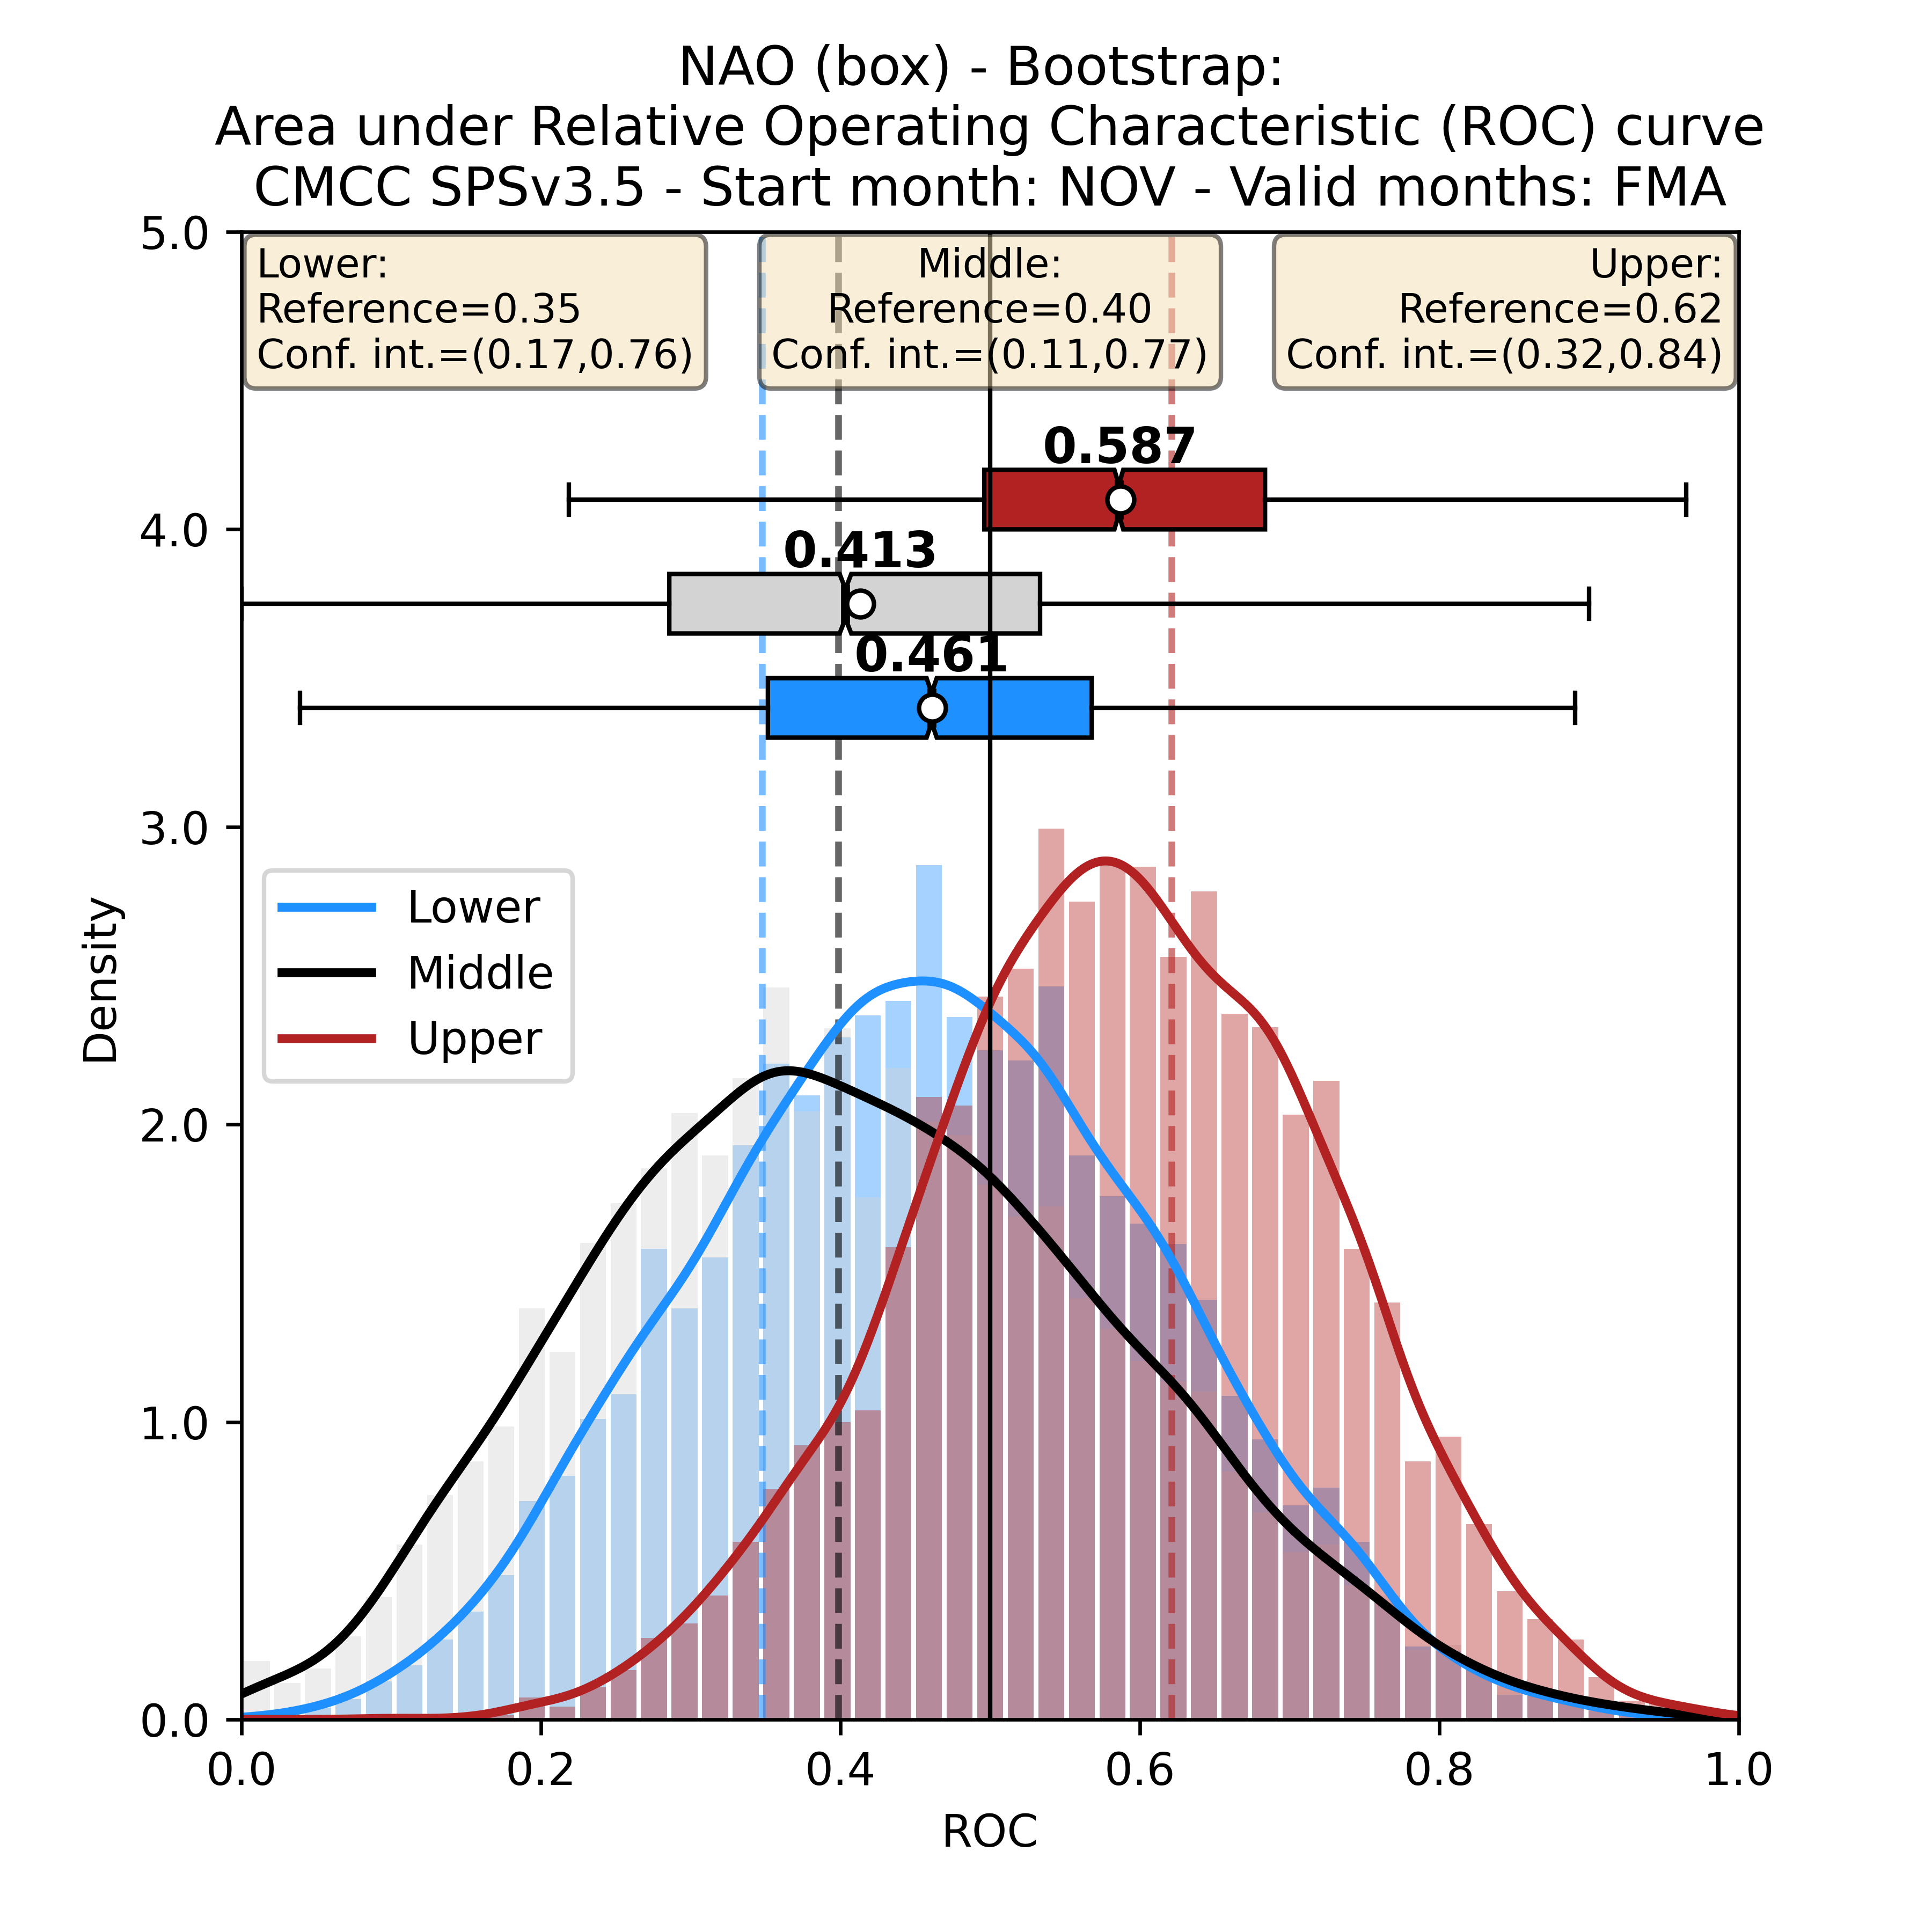 NAO (box) - Bootstrap:
Area under Relative Operating Characteristic (ROC) curve
CMCC SPSv3.5 - Start month: NOV - Valid months: FMA
Lower:
Reference=0.35
Conf. int.=(0.17,0.76)
Middle:
Reference=0.40
Conf. int.=(0.11,0.77)
Upper:
Reference=0.62
Conf. int.=(0.32,0.84)
0.587
0.413
0.461
Lower
Middle
Upper
Density
5.0
4.0
3.0
2.0
1.0
0.0
0.0 0.2 0.4 0.6 0.8 1.0
ROC